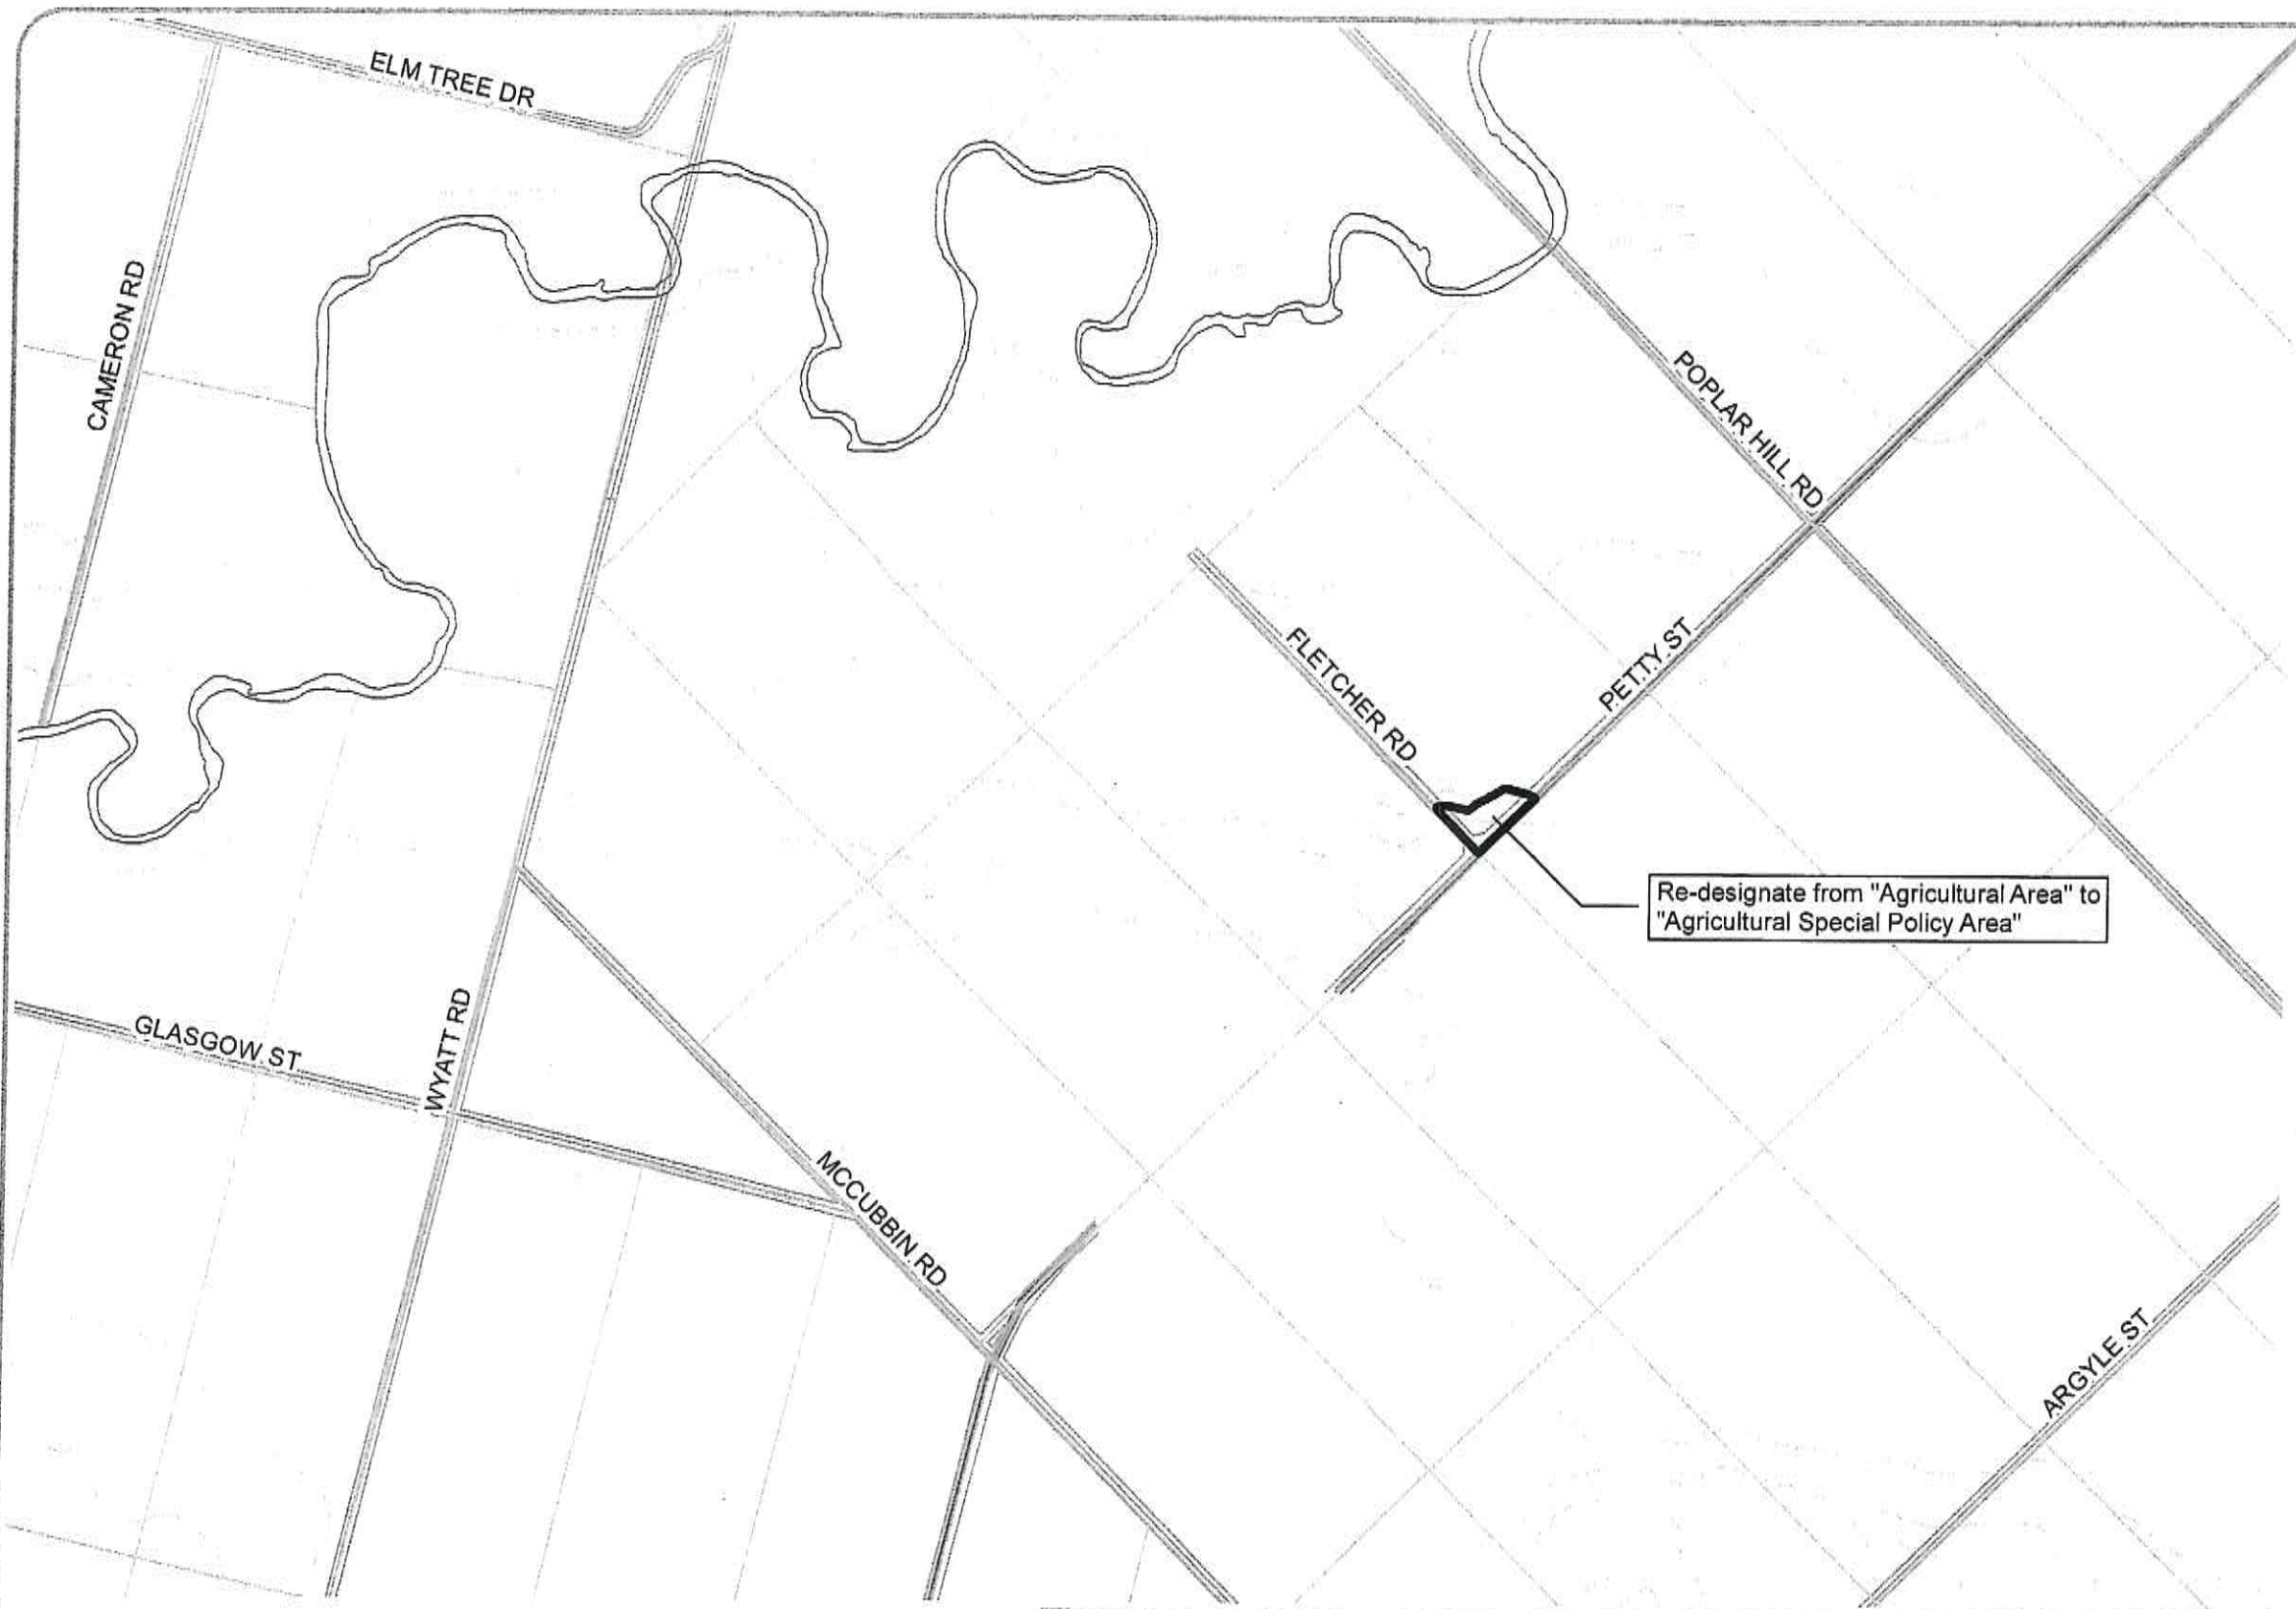 ELM TREE DR
CAMERON RD
POPLAR HILL RD
FLETCHER RD
PETTY ST
Re-designate from "Agricultural Area" to
"Agricultural Special Policy Area"
GLASGOW ST
WYATT RD
MCCUBBIN RD
ARGYLE ST